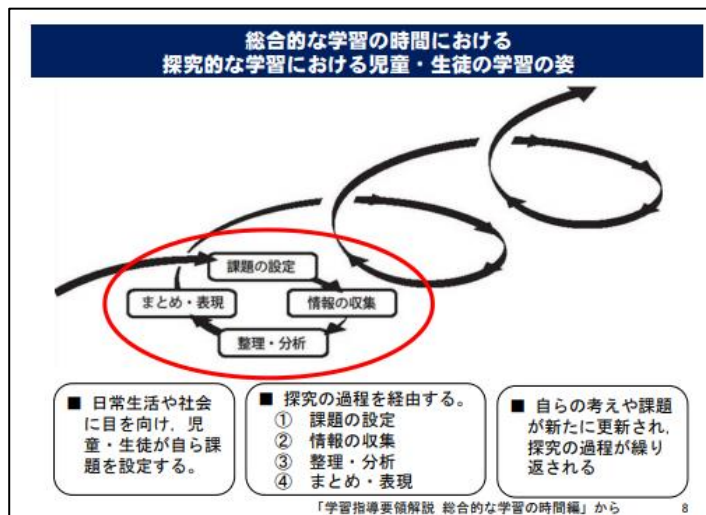 総合的な学習の時間における
探究的な学習における児童・生徒の学習の姿
課題の設定
まとめ・表現
情報の収集
整理・分析
■ 日常生活や社会
に目を向け，児
童・生徒が自ら課
題を設定する。
■ 探究の過程を経由する。
① 課題の設定
② 情報の収集
③ 整理・分析
④ まとめ・表現
■ 自らの考えや課題
が新たに更新され，
探究の過程が繰り
返される
「学習指導要領解説 総合的な学習の時間編」から
8